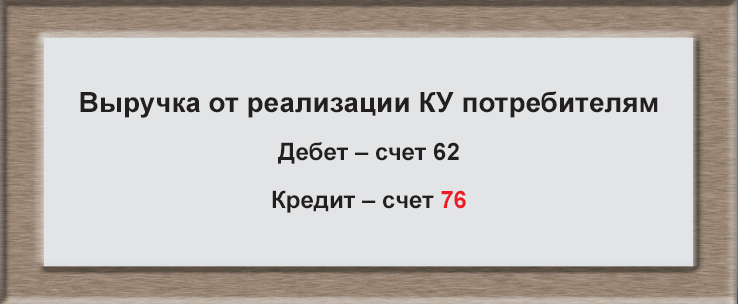 Выручка от реализации КУ потребителям
Дебет – счет 62
Кредит – счет 76